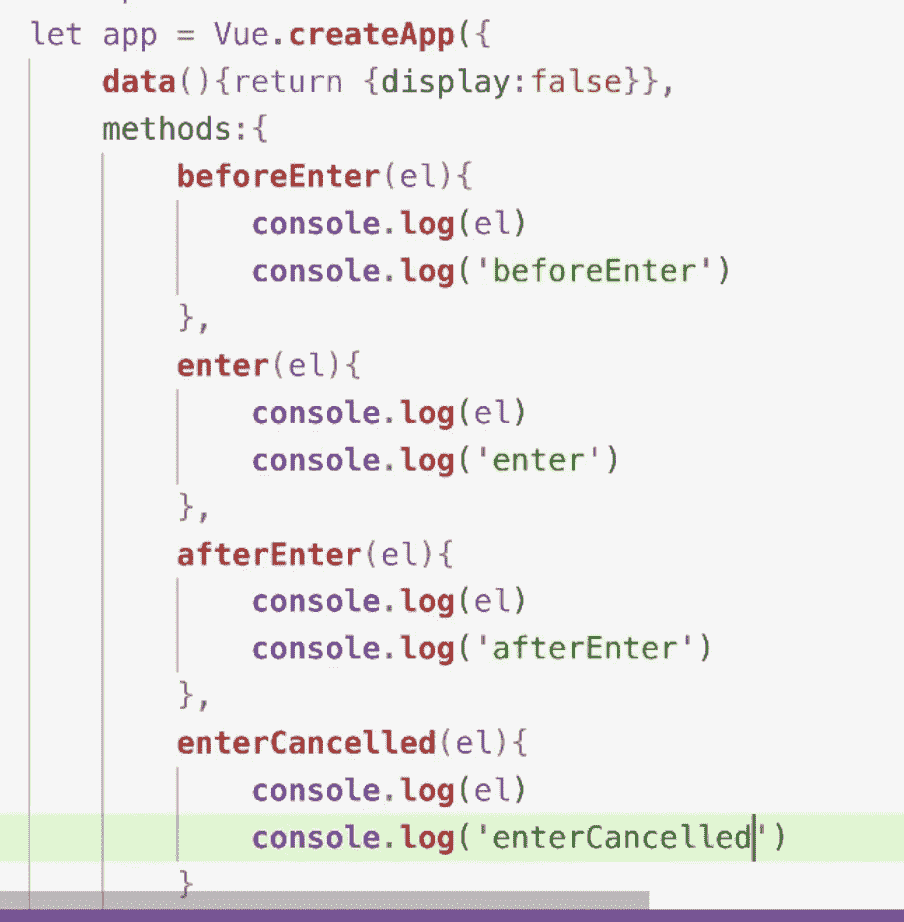 let app = Vue.createApp({
    data(){return {display:false}},
    methods:{
        beforeEnter(el){
            console.log(el)
            console.log('beforeEnter')
        },
        enter(el){
            console.log(el)
            console.log('enter')
        },
        afterEnter(el){
            console.log(el)
            console.log('afterEnter')
        },
        enterCancelled(el){
            console.log(el)
            console.log('enterCancelled')
        }